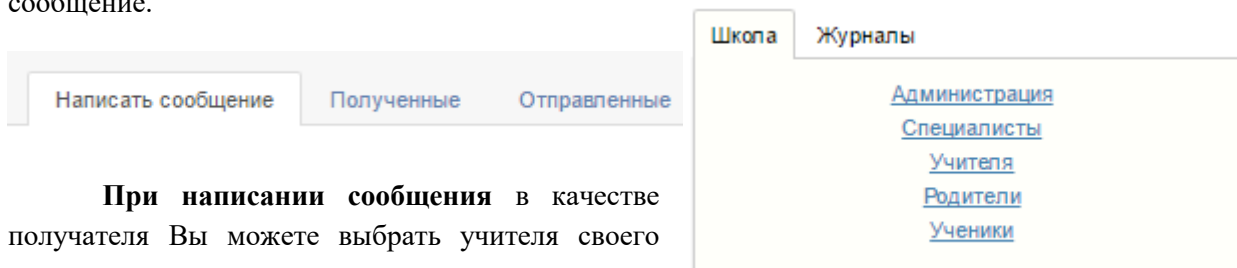 сообщение.
Написать сообщение Полученные Отправленные
При написании сообщения в качестве
получателя Вы можете выбрать учителя своего
Школа Журналы
Администрация
Специалисты
Учителя
Родители
Ученики